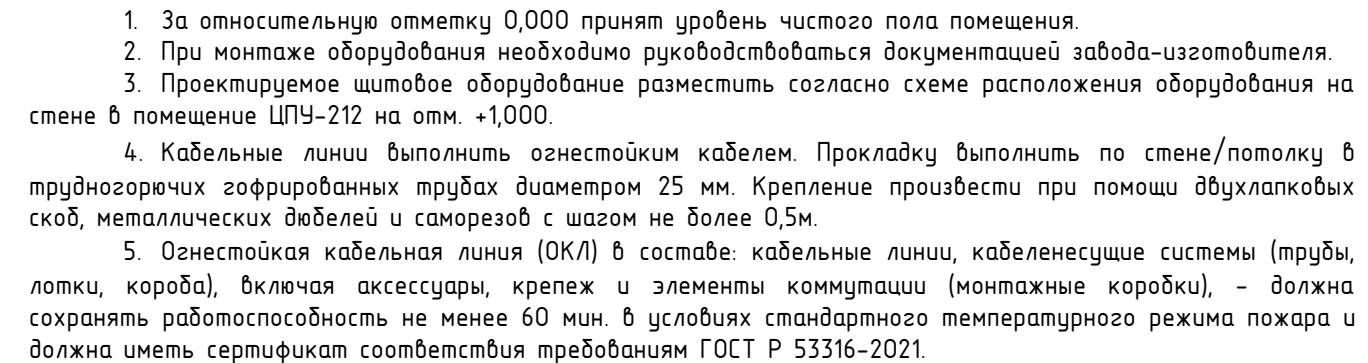 1. За относительную отметку 0,000 принят уровень чистого пола помещения.
2. При монтаже оборудования необходимо руководствоваться документацией завода-изготовителя.
3. Проектируемое щитовое оборудование разместить согласно схеме расположения оборудования на
стене в помещение ЦПУ-212 на отм. +1,000.
4. Кабельные линии выполнить огнестойким кабелем. Прокладку выполнить по стене/потолку в
трудногорючих гофрированных трубах диаметром 25 мм. Крепление произвести при помощи двухлапковых
скоб, металлических дюбелей и саморезов с шагом не более 0,5м.
5. Огнестойкая кабельная линия (ОКЛ) в составе: кабельные линии, кабеленесущие системы (трубы,
лотки, короба), включая аксессуары, крепеж и элементы коммутации (монтажные коробки), - должна
сохранять работоспособность не менее 60 мин. в условиях стандартного температурного режима пожара и
должна иметь сертификат соответствия требованиям ГОСТ Р 53316-2021.